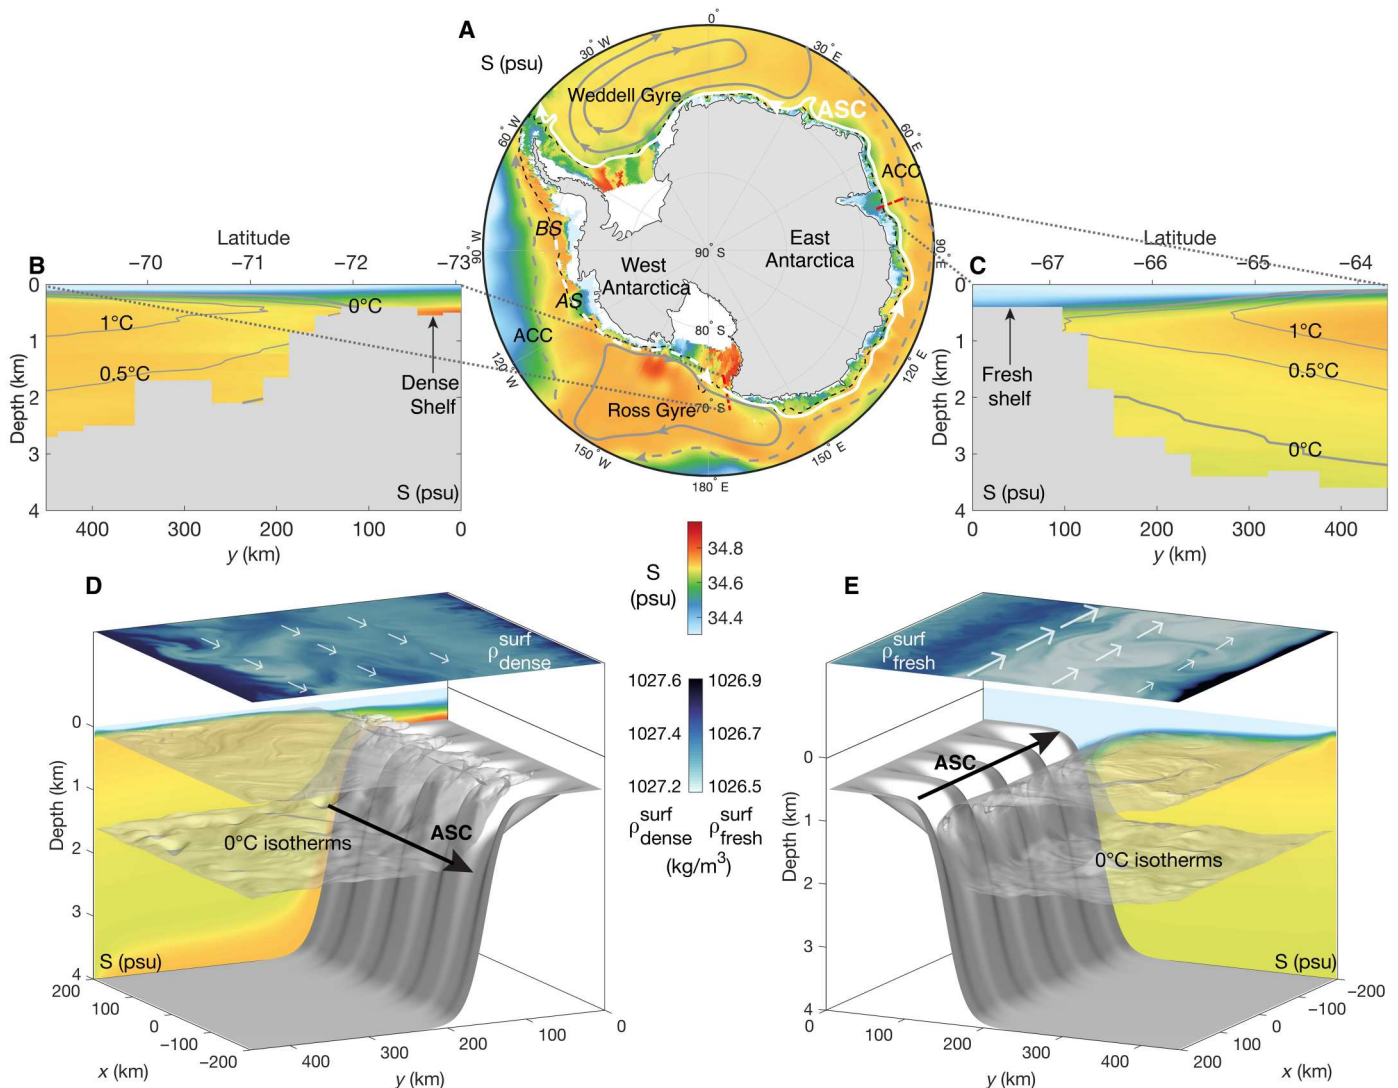 A
S (psu)
0°
30° W
30° E
60° W
60° E
90° W
90° E
120° W
120° E
150° W
150° E
180° E
Weddell Gyre
ASC
ACC
BS
AS
ACC
West
Antarctica
East
Antarctica
90° S
80° S
70° S
Ross Gyre
B
Latitude
−70
−71
−72
−73
0
1
2
3
4
Depth (km)
0°C
1°C
0.5°C
Dense
Shelf
S (psu)
400
300
200
100
0
y (km)
C
Latitude
−67
−66
−65
−64
0
1
2
3
4
Depth (km)
1°C
0.5°C
0°C
Fresh
shelf
S (psu)
0
100
200
300
400
y (km)
S
(psu)
34.8
34.6
34.4
1027.6
1026.9
1027.4
1026.7
1027.2
1026.5
ρ surf dense
ρ surf fresh
(kg/m³)
D
ρ surf dense
0
1
2
3
4
Depth (km)
0°C isotherms
ASC
S (psu)
200
100
0
−100
−200
x (km)
400
300
200
100
0
y (km)
E
ρ surf fresh
0
1
2
3
4
Depth (km)
ASC
0°C isotherms
S (psu)
0
100
200
300
400
y (km)
−200
−100
0
100
200
x (km)